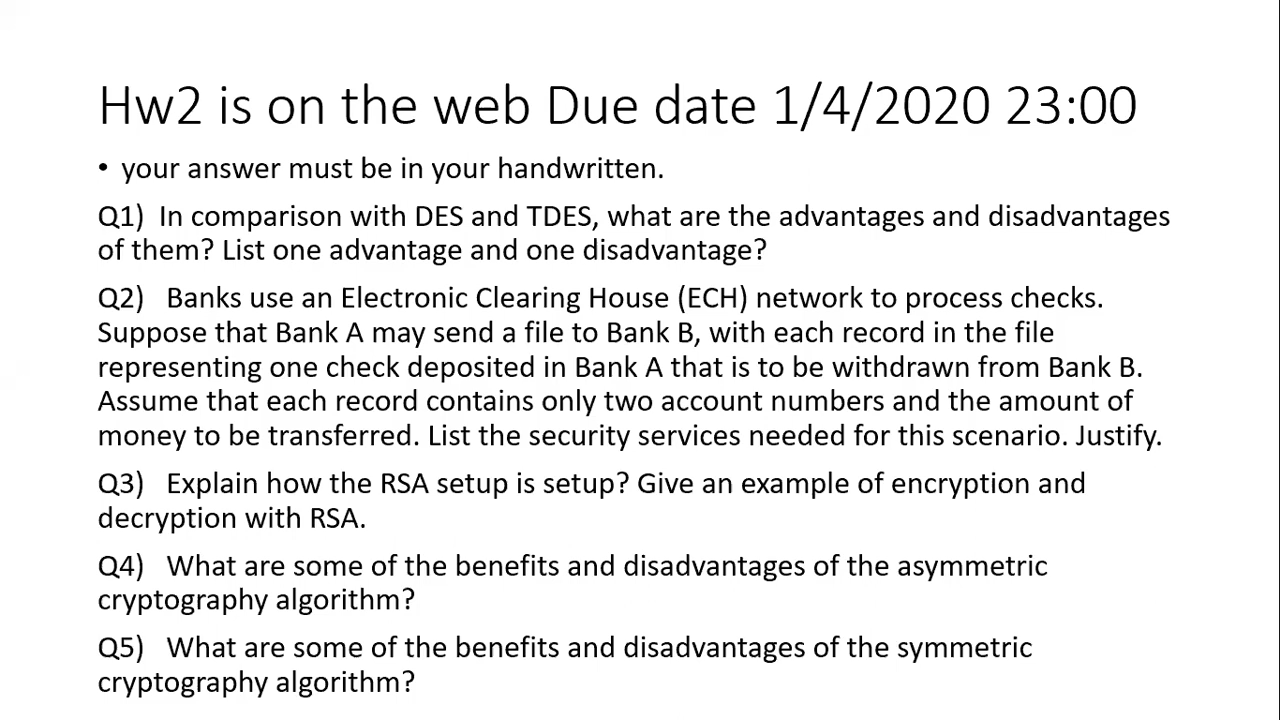 Hw2 is on the web Due date 1/4/2020 23:00
• your answer must be in your handwritten.
Q1) In comparison with DES and TDES, what are the advantages and disadvantages
of them? List one advantage and one disadvantage?
Q2) Banks use an Electronic Clearing House (ECH) network to process checks.
Suppose that Bank A may send a file to Bank B, with each record in the file
representing one check deposited in Bank A that is to be withdrawn from Bank B.
Assume that each record contains only two account numbers and the amount of
money to be transferred. List the security services needed for this scenario. Justify.
Q3) Explain how the RSA setup is setup? Give an example of encryption and
decryption with RSA.
Q4) What are some of the benefits and disadvantages of the asymmetric
cryptography algorithm?
Q5) What are some of the benefits and disadvantages of the symmetric
cryptography algorithm?